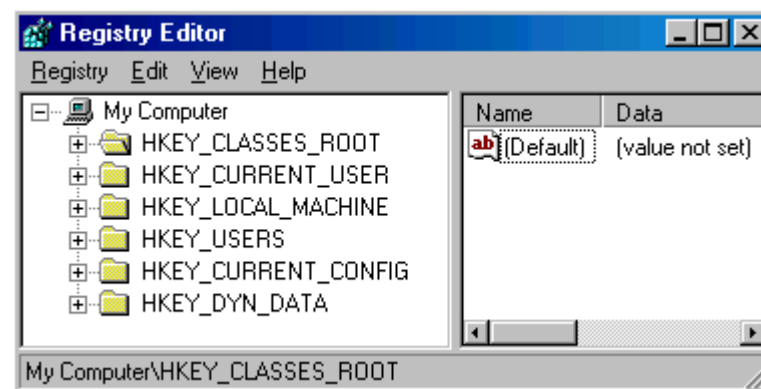 Registry Editor
Registry Edit View Help
My Computer
HKEY_CLASSES_ROOT
HKEY_CURRENT_USER
HKEY_LOCAL_MACHINE
HKEY_USERS
HKEY_CURRENT_CONFIG
HKEY_DYN_DATA
Name Data
ab (Default) (value not set)
My Computer\HKEY_CLASSES_ROOT